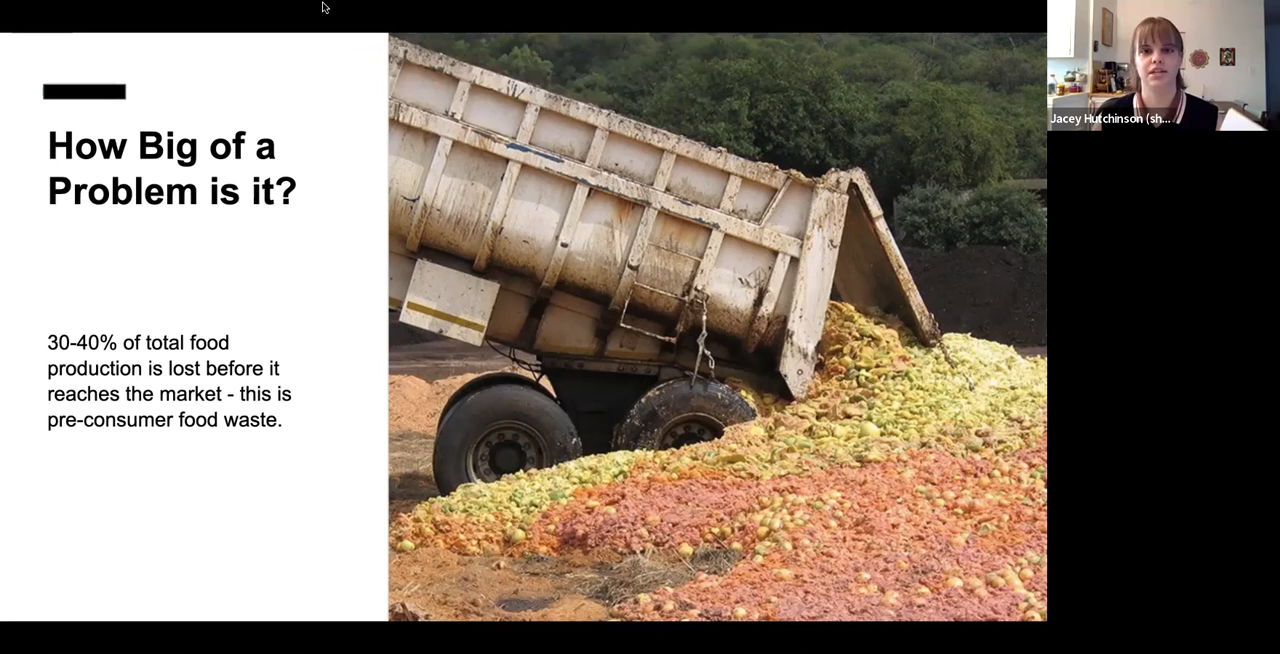 How Big of a
Problem is it?
30-40% of total food
production is lost before it
reaches the market - this is
pre-consumer food waste.
Jacey Hutchinson (sh...